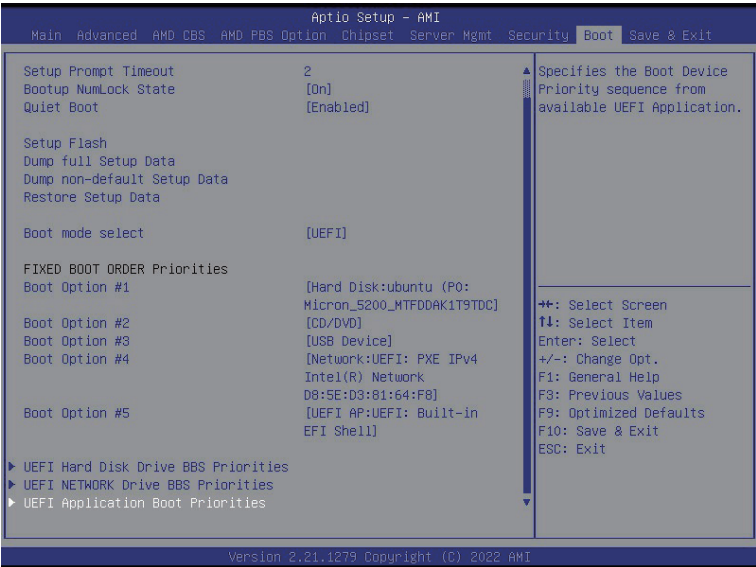 Aptio Setup – AMI
Main Advanced AMD CBS AMD PBS Option Chipset Server Mgmt Security Boot Save & Exit
Setup Prompt Timeout 2
Bootup NumLock State [On]
Quiet Boot [Enabled]
Setup Flash
Dump full Setup Data
Dump non-default Setup Data
Restore Setup Data
Boot mode select [UEFI]
FIXED BOOT ORDER Priorities
Boot Option #1 [Hard Disk:ubuntu (P0:
Micron_5200_MTFDDAK1T9TDC]
Boot Option #2 [CD/DVD]
Boot Option #3 [USB Device]
Boot Option #4 [Network:UEFI: PXE IPv4
Intel(R) Network
D8:5E:D3:81:64:F8]
Boot Option #5 [UEFI AP:UEFI: Built-in
EFI Shell]
UEFI Hard Disk Drive BBS Priorities
UEFI NETWORK Drive BBS Priorities
UEFI Application Boot Priorities
Specifies the Boot Device
Priority sequence from
available UEFI Application.
→←: Select Screen
↑↓: Select Item
Enter: Select
+/-: Change Opt.
F1: General Help
F3: Previous Values
F9: Optimized Defaults
F10: Save & Exit
ESC: Exit
Version 2.21.1279 Copyright (C) 2022 AMI